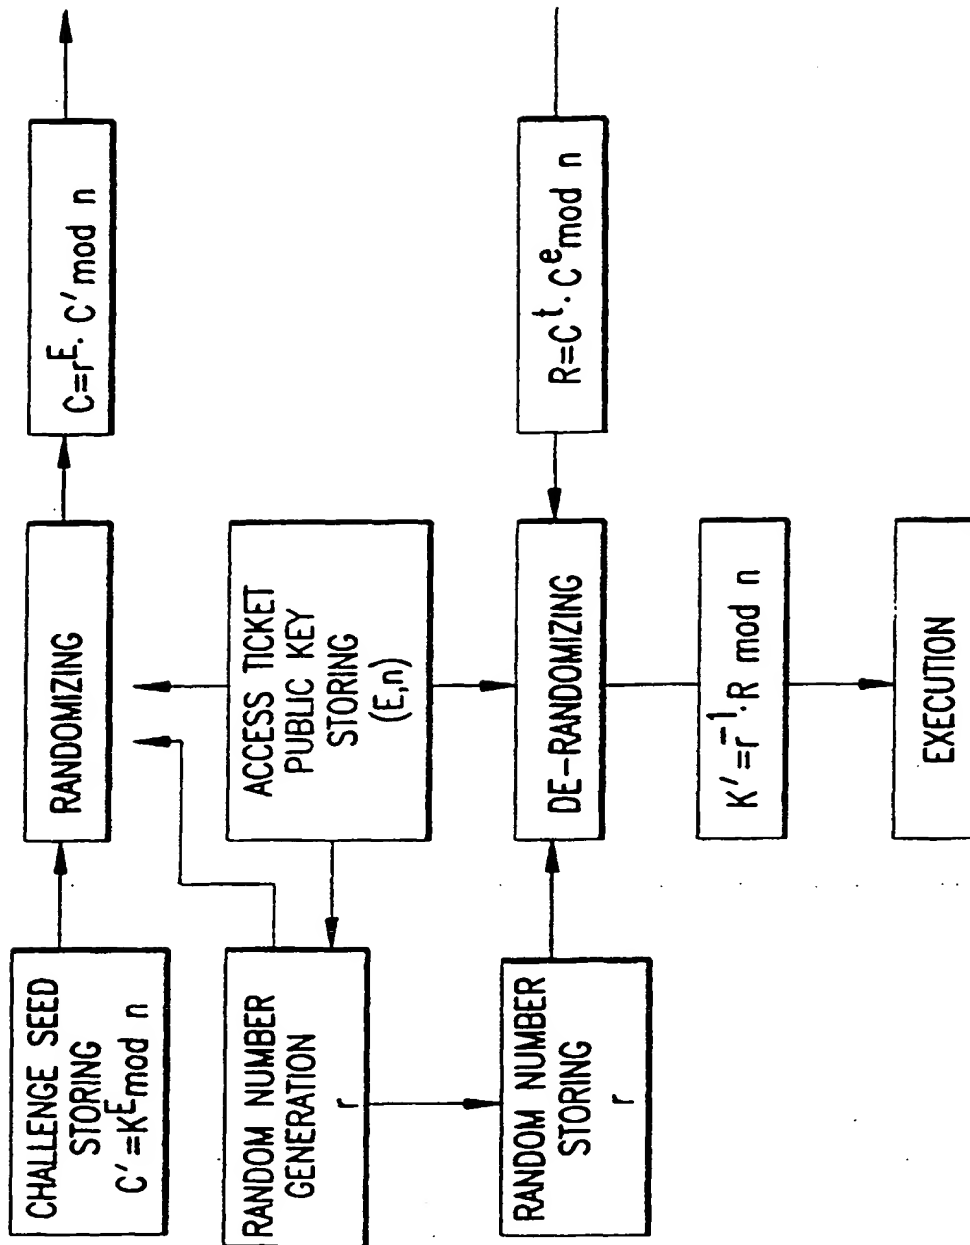 CHALLENGE SEED
STORING
C′=K^E mod n
RANDOMIZING
C=r^E · C′ mod n
RANDOM NUMBER
GENERATION
r
ACCESS TICKET
PUBLIC KEY
STORING
(E,n)
RANDOM NUMBER
STORING
r
DE-RANDOMIZING
R=C^t · C^e mod n
K′=r^-1 · R mod n
EXECUTION